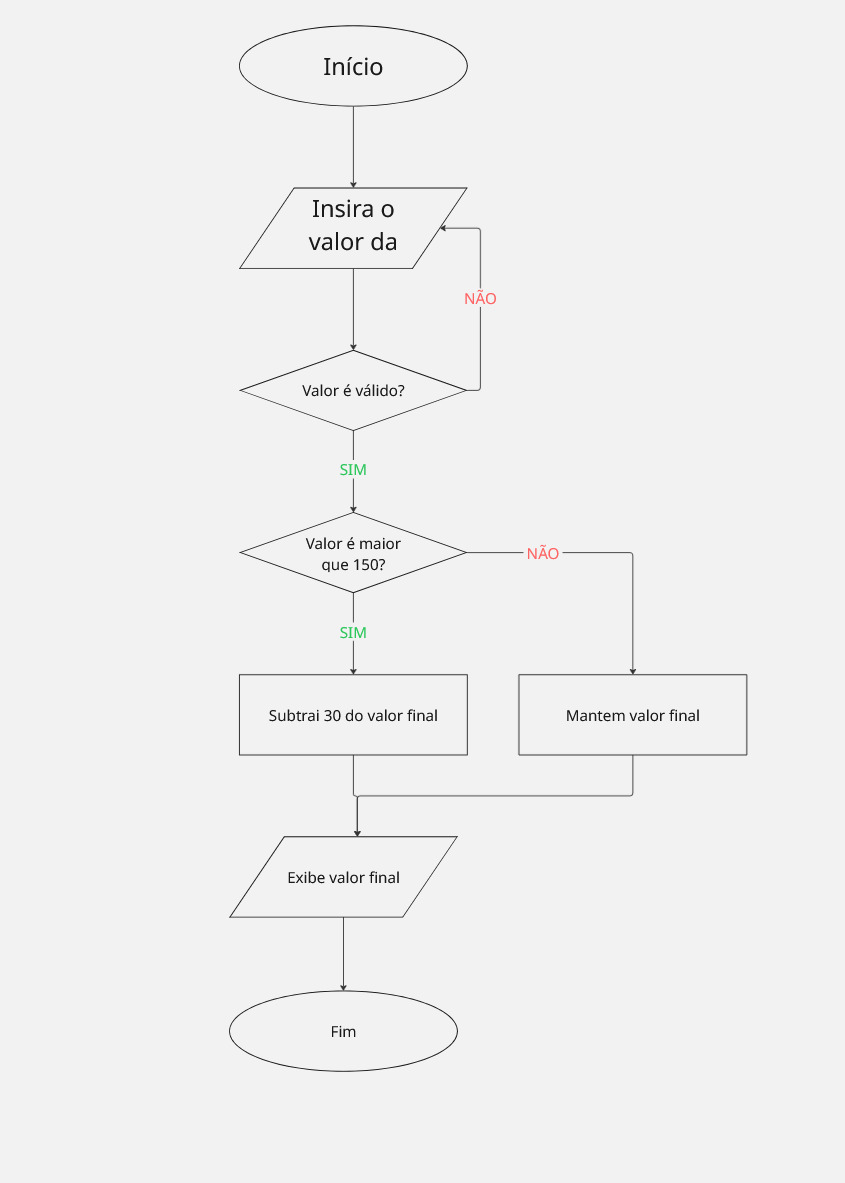 Início
Insira o
valor da
NÃO
Valor é válido?
SIM
Valor é maior
que 150?
NÃO
SIM
Subtrai 30 do valor final
Mantem valor final
Exibe valor final
Fim